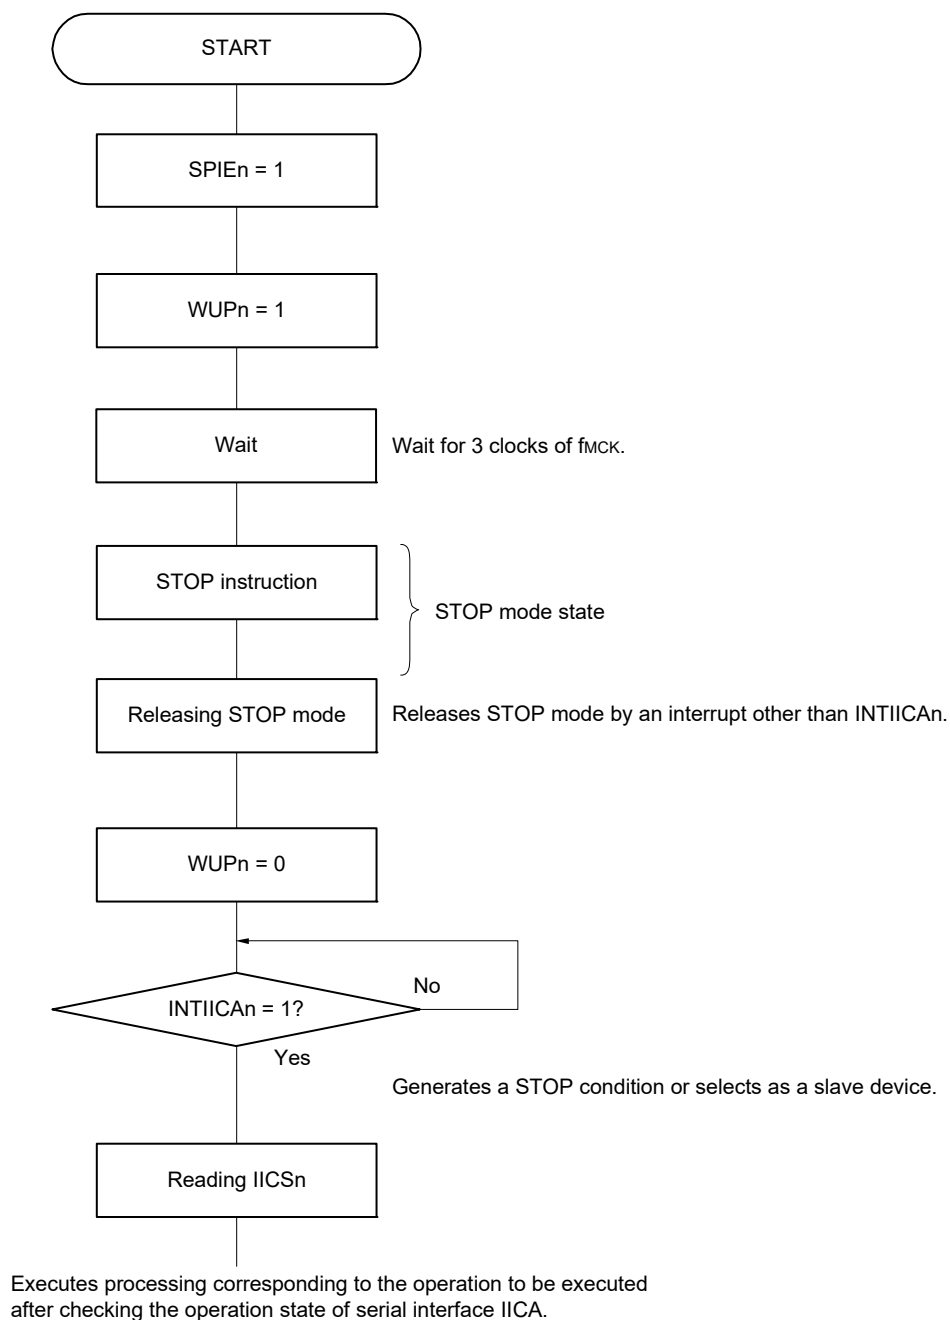 START
SPIEn = 1
WUPn = 1
Wait
Wait for 3 clocks of fMCK.
STOP instruction
STOP mode state
Releasing STOP mode
Releases STOP mode by an interrupt other than INTIICAn.
WUPn = 0
No
INTIICAn = 1?
Yes
Generates a STOP condition or selects as a slave device.
Reading IICSn
Executes processing corresponding to the operation to be executed
after checking the operation state of serial interface IICA.